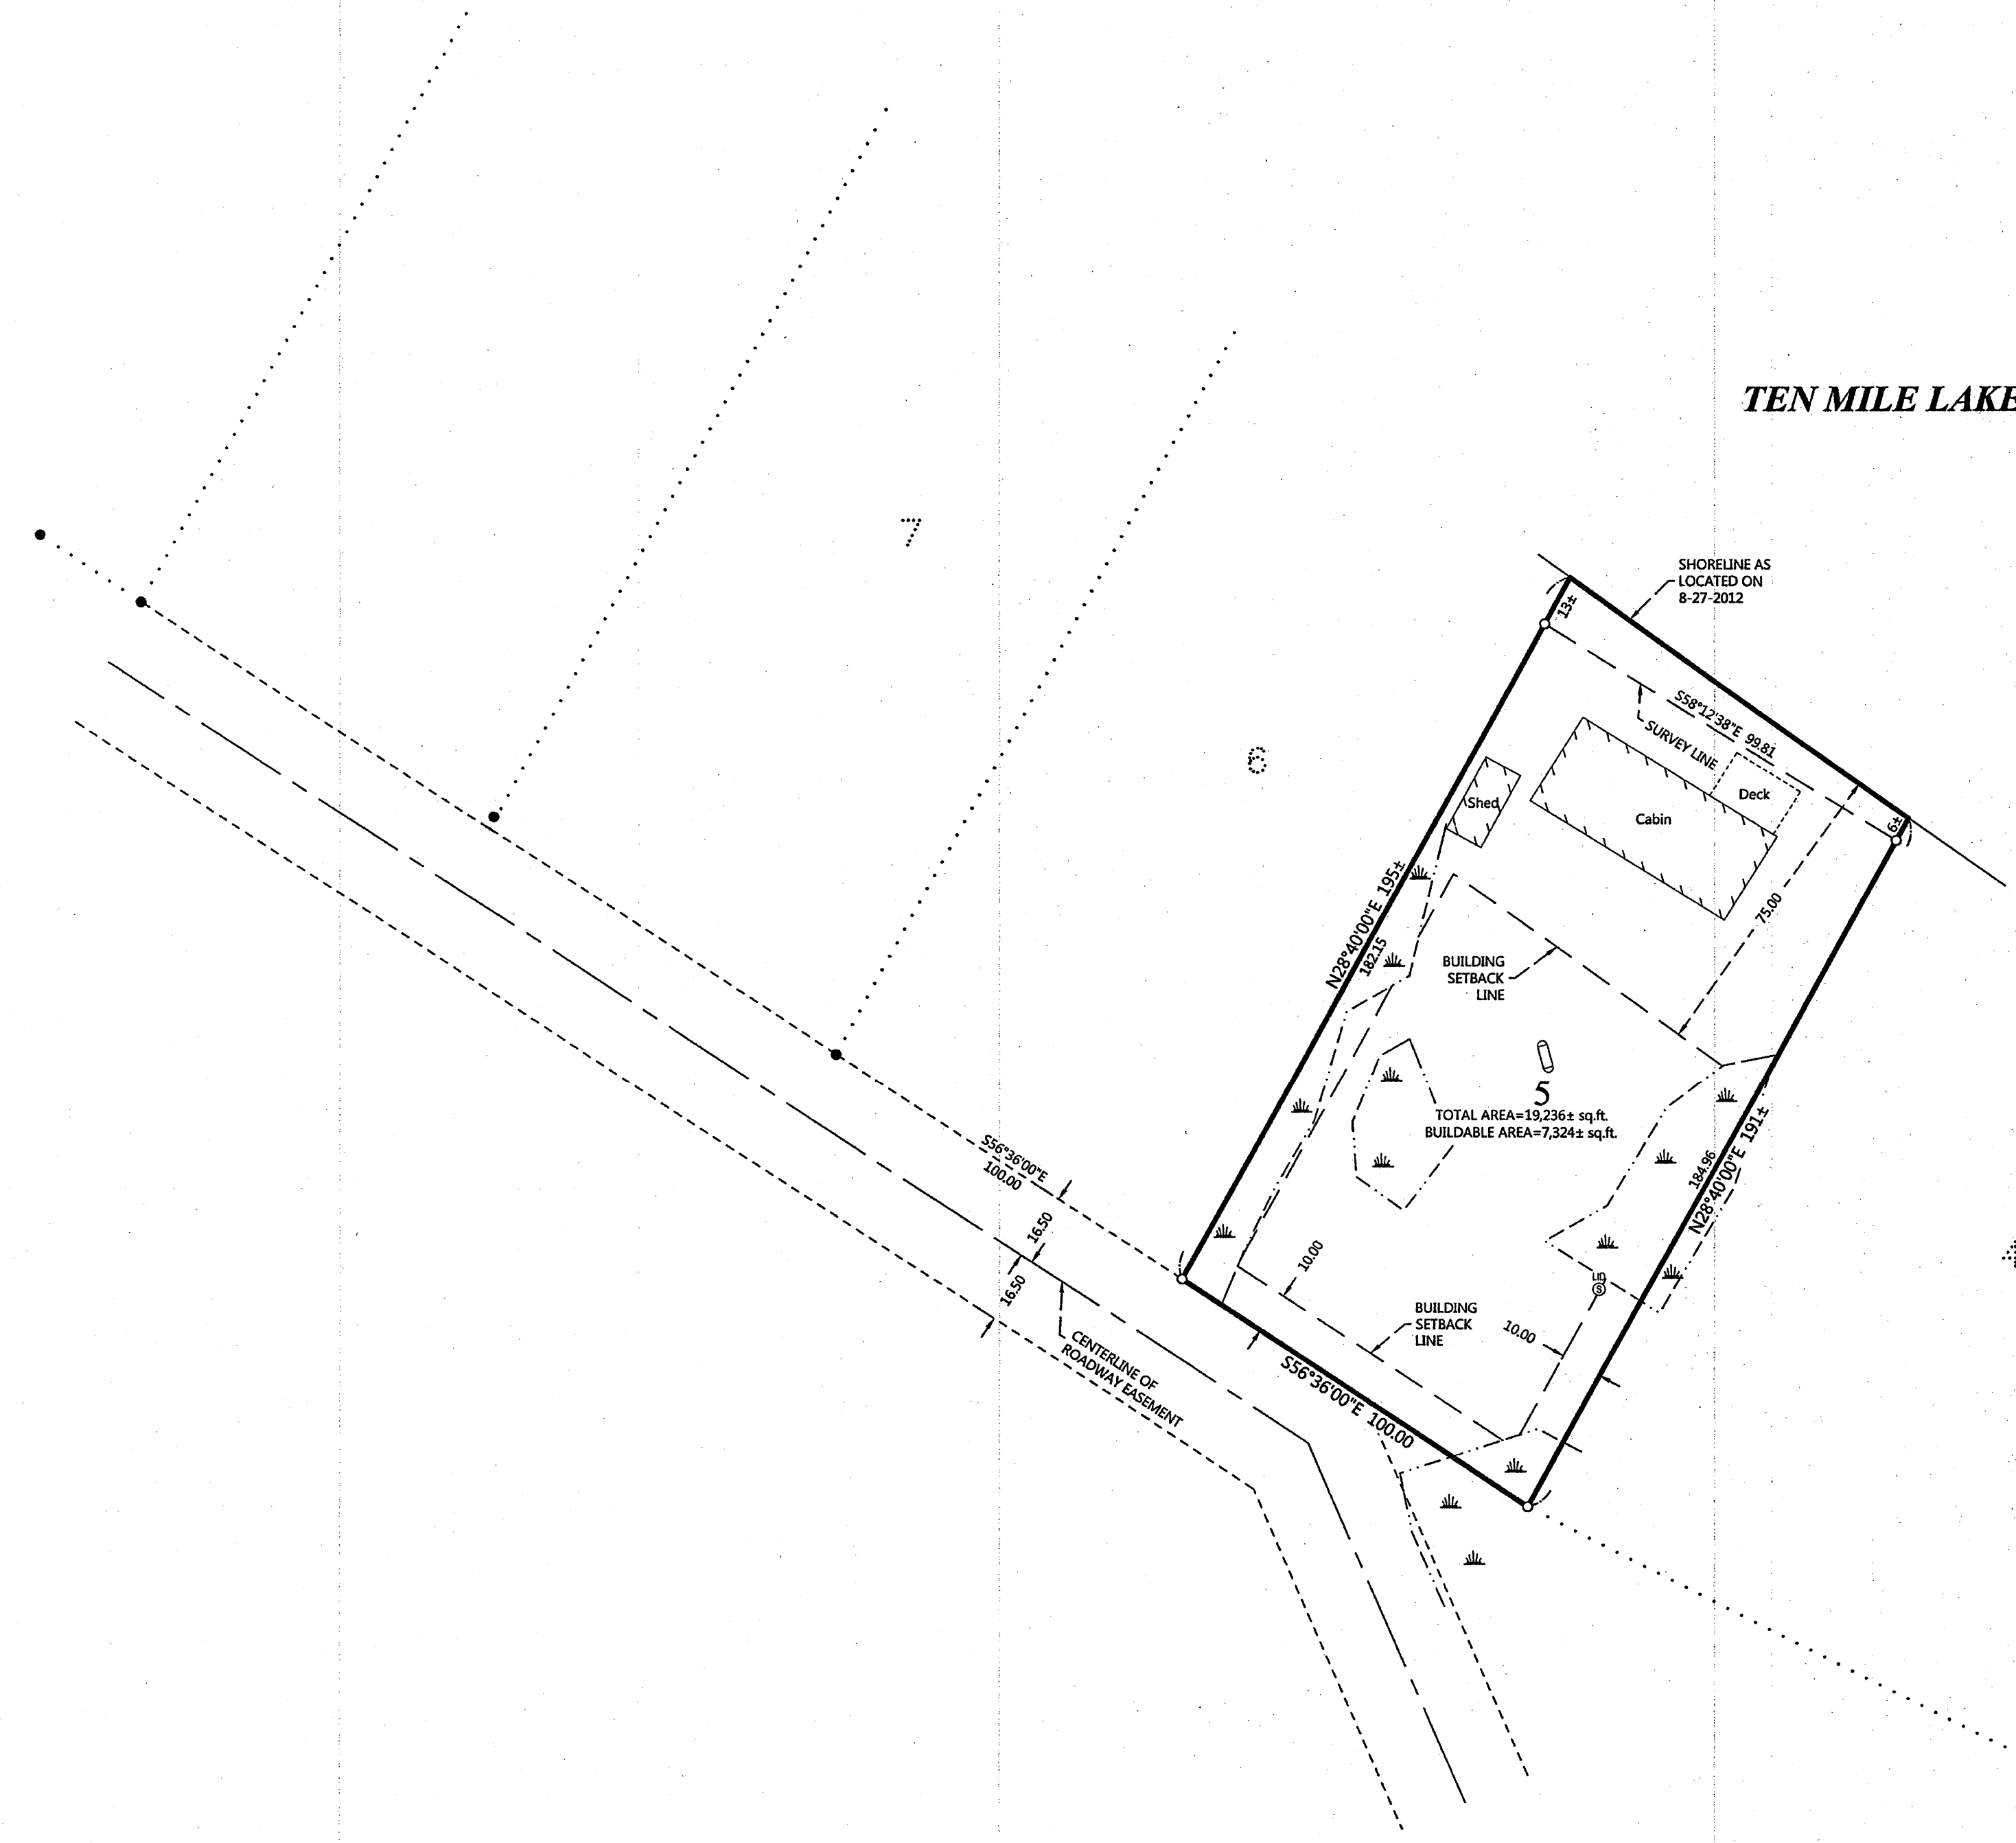 TEN MILE LAKE
7
SHORELINE AS
LOCATED ON
8-27-2012
13±
S58°12'38"E 99.81
SURVEY LINE
6
Shed
Deck
Cabin
6±
75.00
N28°40'00"E 195±
182.15
BUILDING
SETBACK
LINE
5
TOTAL AREA=19,236± sq.ft.
BUILDABLE AREA=7,324± sq.ft.
184.96
N28°40'00"E 191±
S56°36'00"E
100.00
16.50
16.50
10.00
LID
S
BUILDING
SETBACK
LINE
10.00
CENTERLINE OF
ROADWAY EASEMENT
S56°36'00"E 100.00